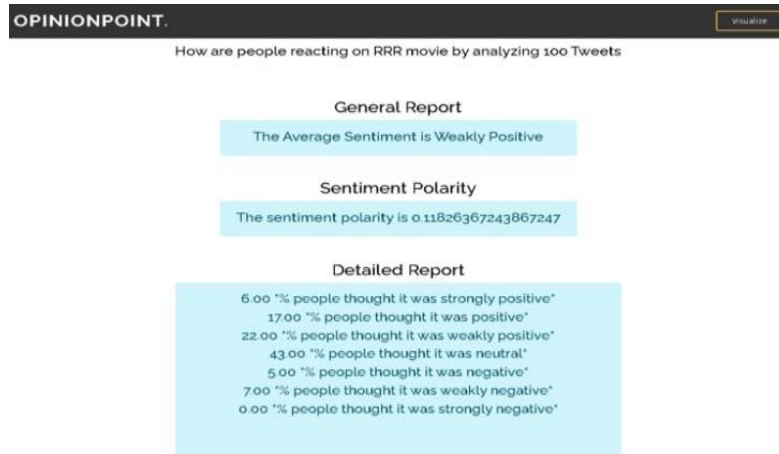 OPINIONPOINT.
Visualize
How are people reacting on RRR movie by analyzing 100 Tweets
General Report
The Average Sentiment is Weakly Positive
Sentiment Polarity
The sentiment polarity is 0.11826367243867247
Detailed Report
6.00 "% people thought it was strongly positive"
17.00 "% people thought it was positive"
22.00 "% people thought it was weakly positive"
43.00 "% people thought it was neutral"
5.00 "% people thought it was negative"
7.00 "% people thought it was weakly negative"
0.00 "% people thought it was strongly negative"